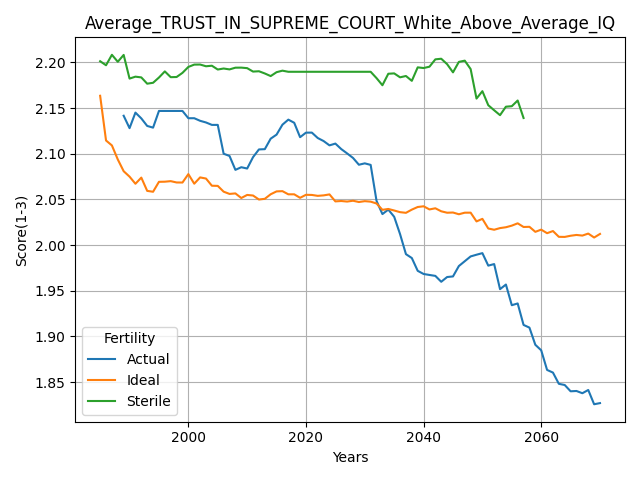 Average_TRUST_IN_SUPREME_COURT_White_Above_Average_IQ
2.20
2.15
2.10
2.05
2.00
1.95
1.90
1.85
Score(1-3)
Fertility
Actual
Ideal
Sterile
2000 2020 2040 2060
Years